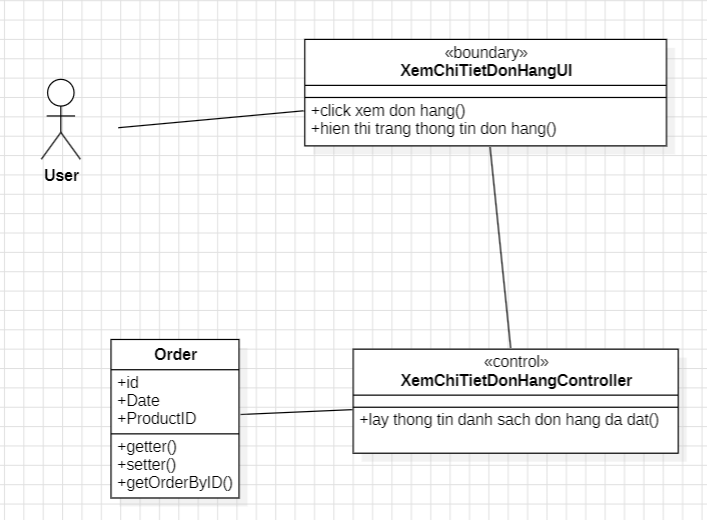 «boundary»
XemChiTietDonHangUI
+click xem don hang()
+hien thi trang thong tin don hang()
User
Order
+id
+Date
+ProductID
+getter()
+setter()
+getOrderByID()
«control»
XemChiTietDonHangController
+lay thong tin danh sach don hang da dat()